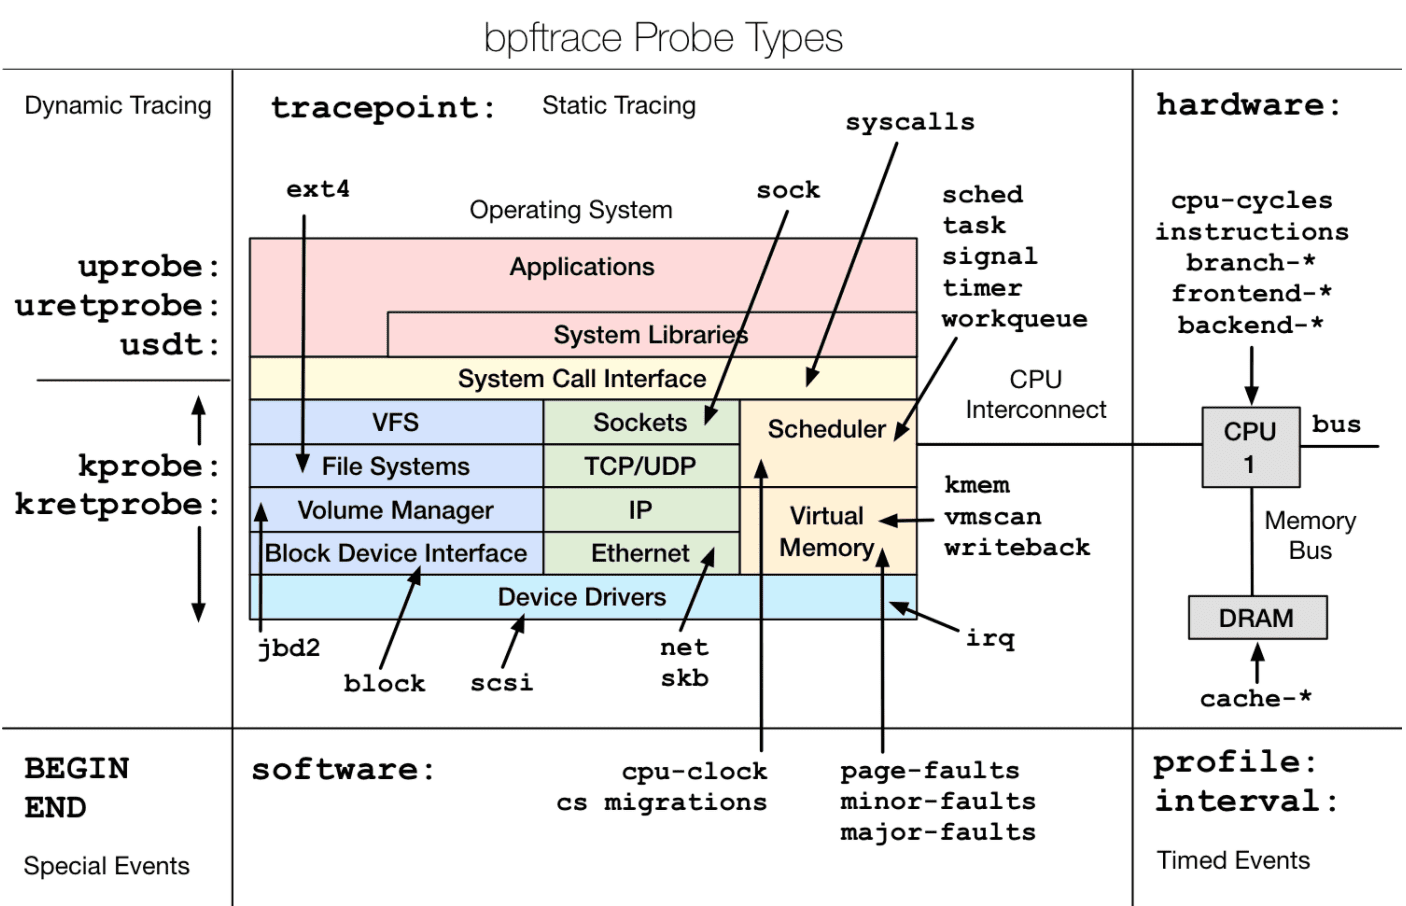 bpftrace Probe Types
Dynamic Tracing
tracepoint:
Static Tracing
hardware:
syscalls
ext4
sock
Operating System
sched
task
signal
timer
workqueue
cpu-cycles
instructions
branch-*
frontend-*
backend-*
uprobe:
uretprobe:
usdt:
Applications
System Libraries
System Call Interface
CPU
Interconnect
VFS
Sockets
Scheduler
CPU
1
bus
kprobe:
kretprobe:
File Systems
TCP/UDP
Volume Manager
IP
Virtual
Memory
kmem
vmscan
writeback
Memory
Bus
Block Device Interface
Ethernet
Device Drivers
DRAM
jbd2
block
scsi
net
skb
irq
cache-*
BEGIN
END
Special Events
software:
cpu-clock
cs migrations
page-faults
minor-faults
major-faults
profile:
interval:
Timed Events